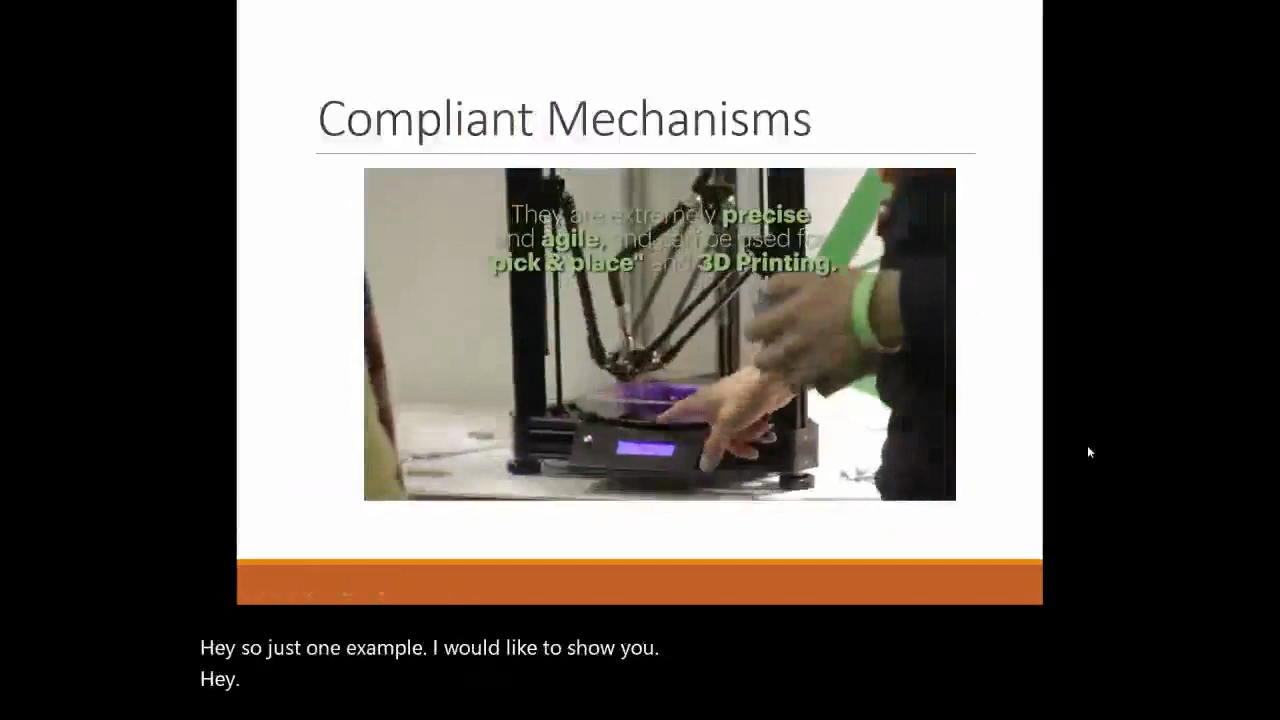 Compliant Mechanisms
They are extremely precise
and agile, and can be used for
"pick & place" and 3D Printing.
Hey so just one example. I would like to show you.
Hey.